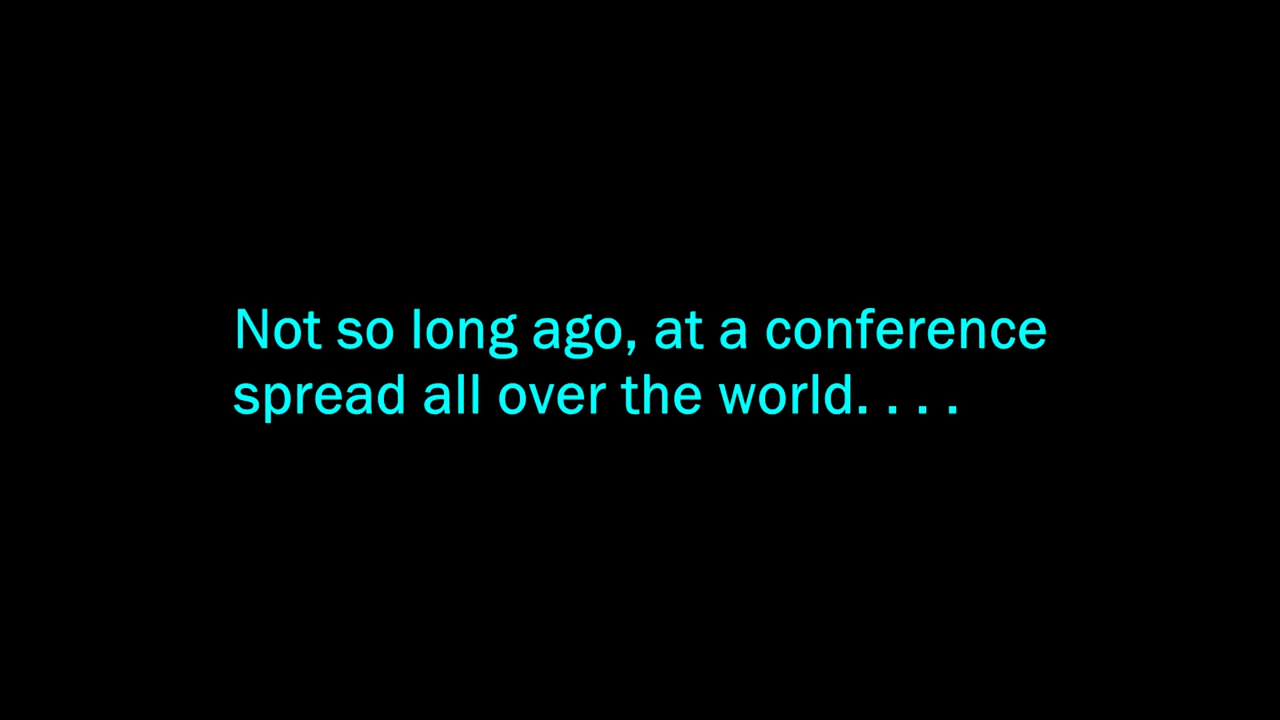 Not so long ago, at a conference
spread all over the world. . . .